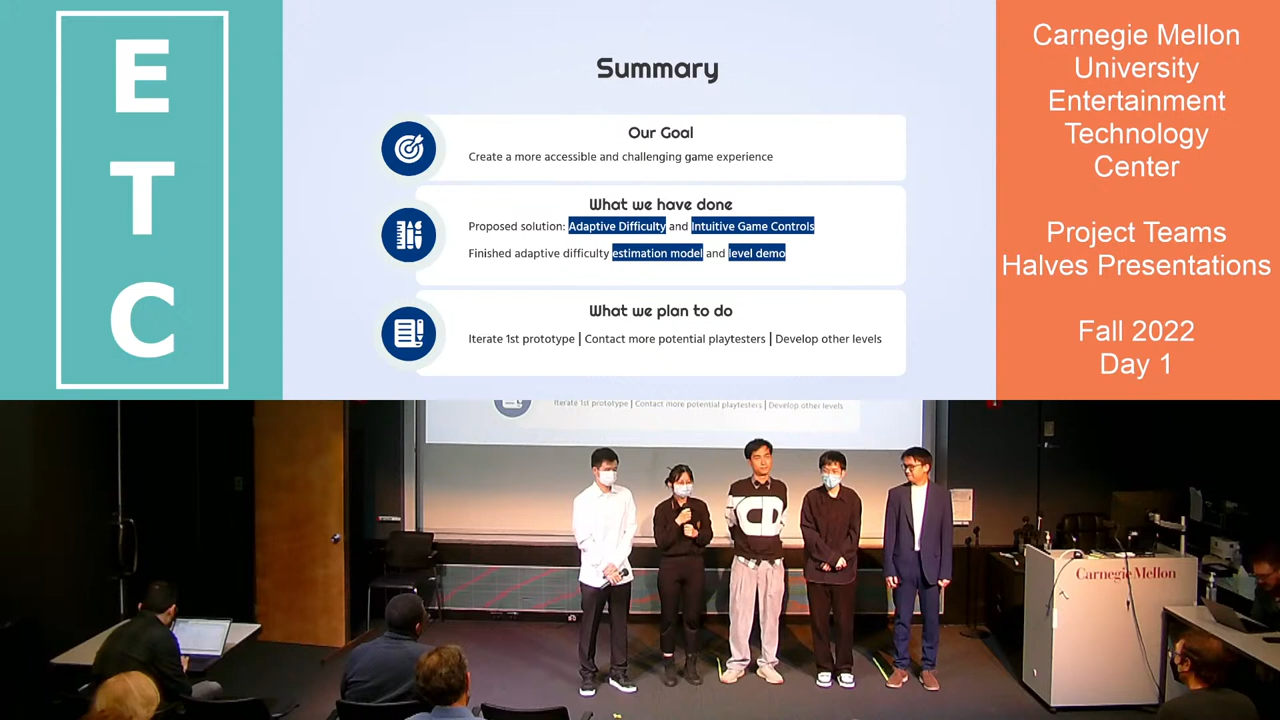 E
T
C
Summary
Our Goal
Create a more accessible and challenging game experience
What we have done
Proposed solution: Adaptive Difficulty and Intuitive Game Controls
Finished adaptive difficulty estimation model and level demo
What we plan to do
Iterate 1st prototype | Contact more potential playtesters | Develop other levels
Carnegie Mellon
University
Entertainment
Technology
Center
Project Teams
Halves Presentations
Fall 2022
Day 1
Iterate 1st prototype | Contact more potential playtesters | Develop other levels
Carnegie Mellon